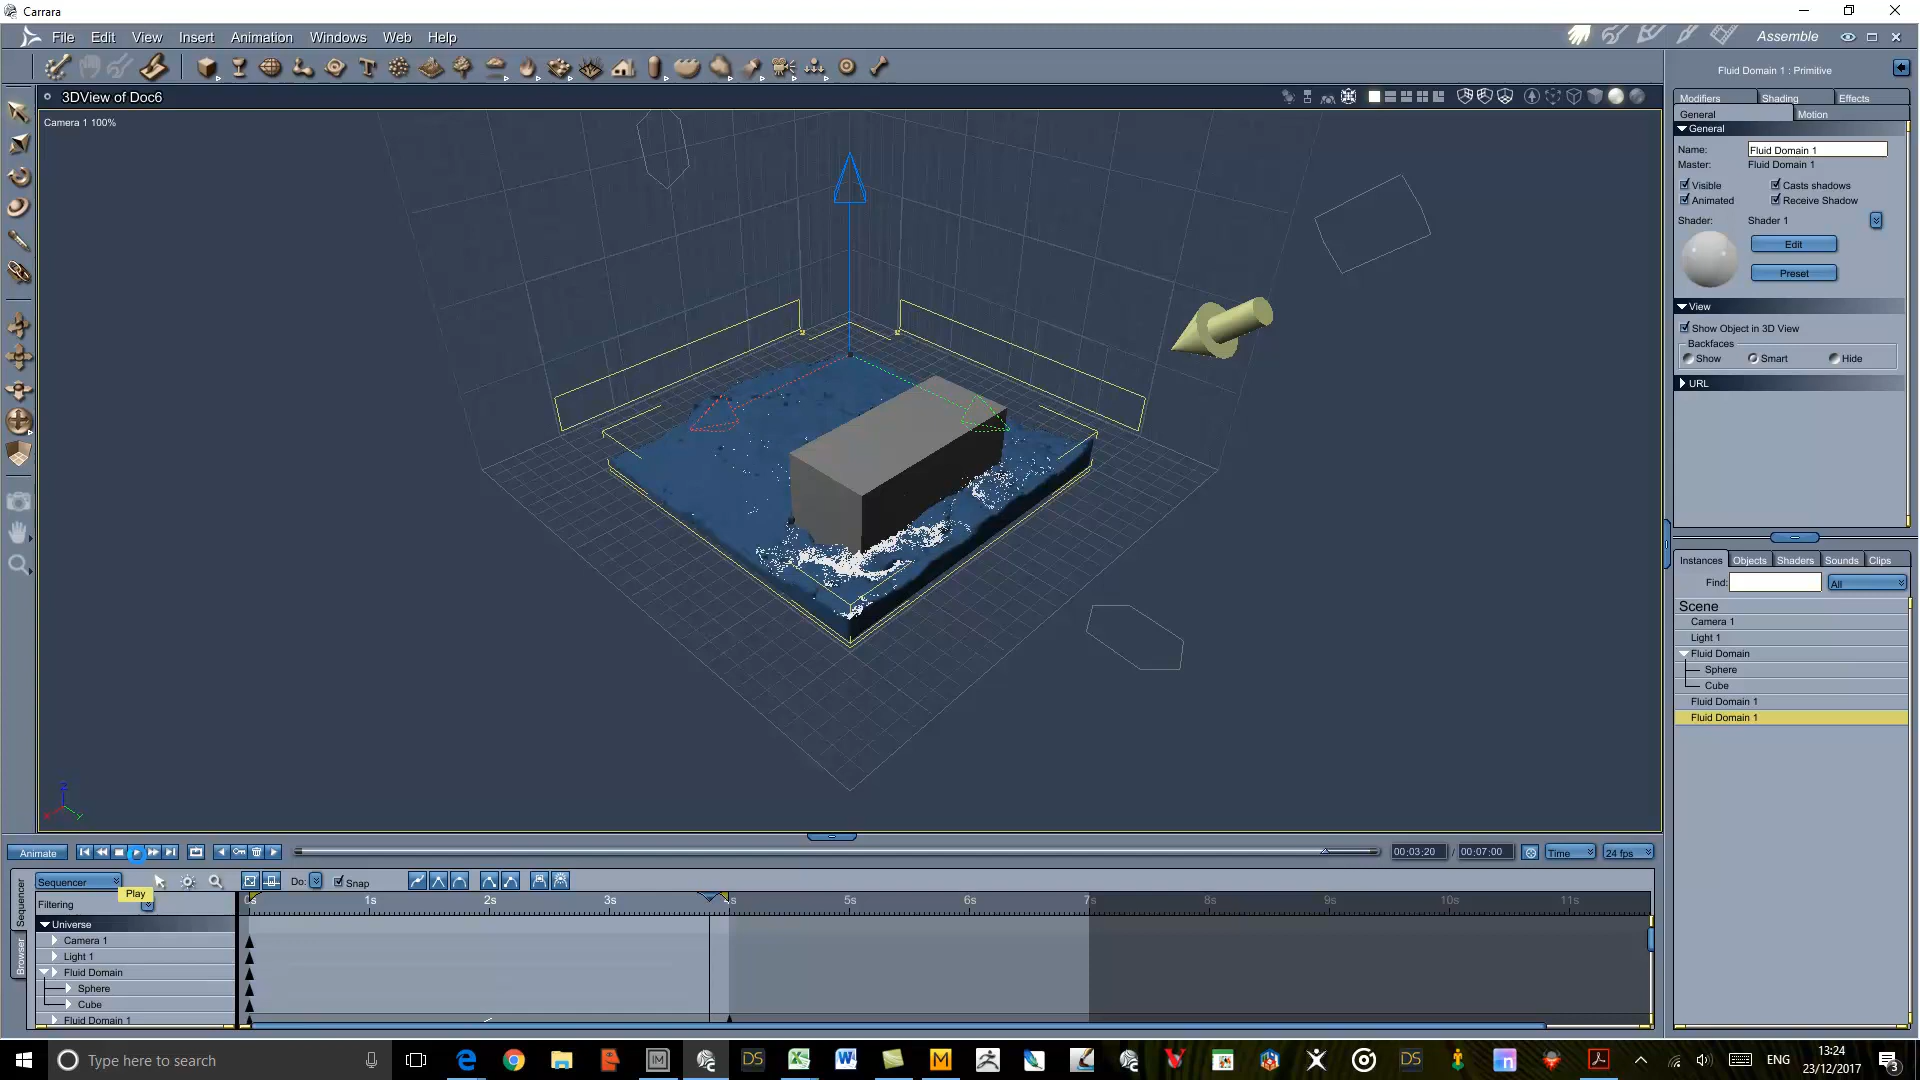 Carrara
File Edit View Insert Animation Windows Web Help
Assemble
3DView of Doc6
Camera 1 100%
Fluid Domain 1 : Primitive
Modifiers Shading Effects
General Motion
General
Name: Fluid Domain 1
Master: Fluid Domain 1
Visible Casts shadows
Animated Receive Shadow
Shader: Shader 1
Edit
Preset
View
Show Object in 3D View
Backfaces
Show Smart Hide
URL
Instances Objects Shaders Sounds Clips
Find: All
Scene
Camera 1
Light 1
Fluid Domain
Sphere
Cube
Fluid Domain 1
Fluid Domain 1
Animate 00;03;20 / 00;07;00 Time 24 fps
Sequencer Do: Snap
Play
Filtering
0s 1s 2s 3s 4s 5s 6s 7s 8s 9s 10s 11s
Sequencer
Browser
Universe
Camera 1
Light 1
Fluid Domain
Sphere
Cube
Fluid Domain 1
Type here to search
ENG
13:24
23/12/2017
3